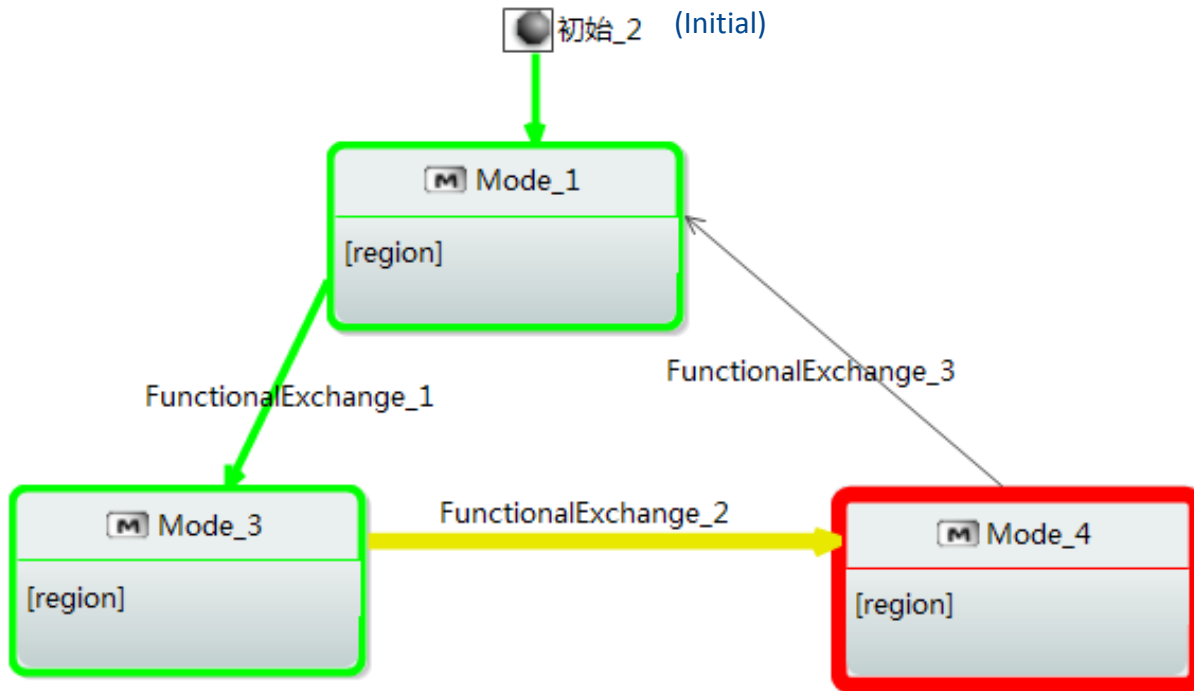 初始_2 (Initial)
M Mode_1
[region]
FunctionalExchange_3
FunctionalExchange_1
M Mode_3
FunctionalExchange_2
M Mode_4
[region]
[region]